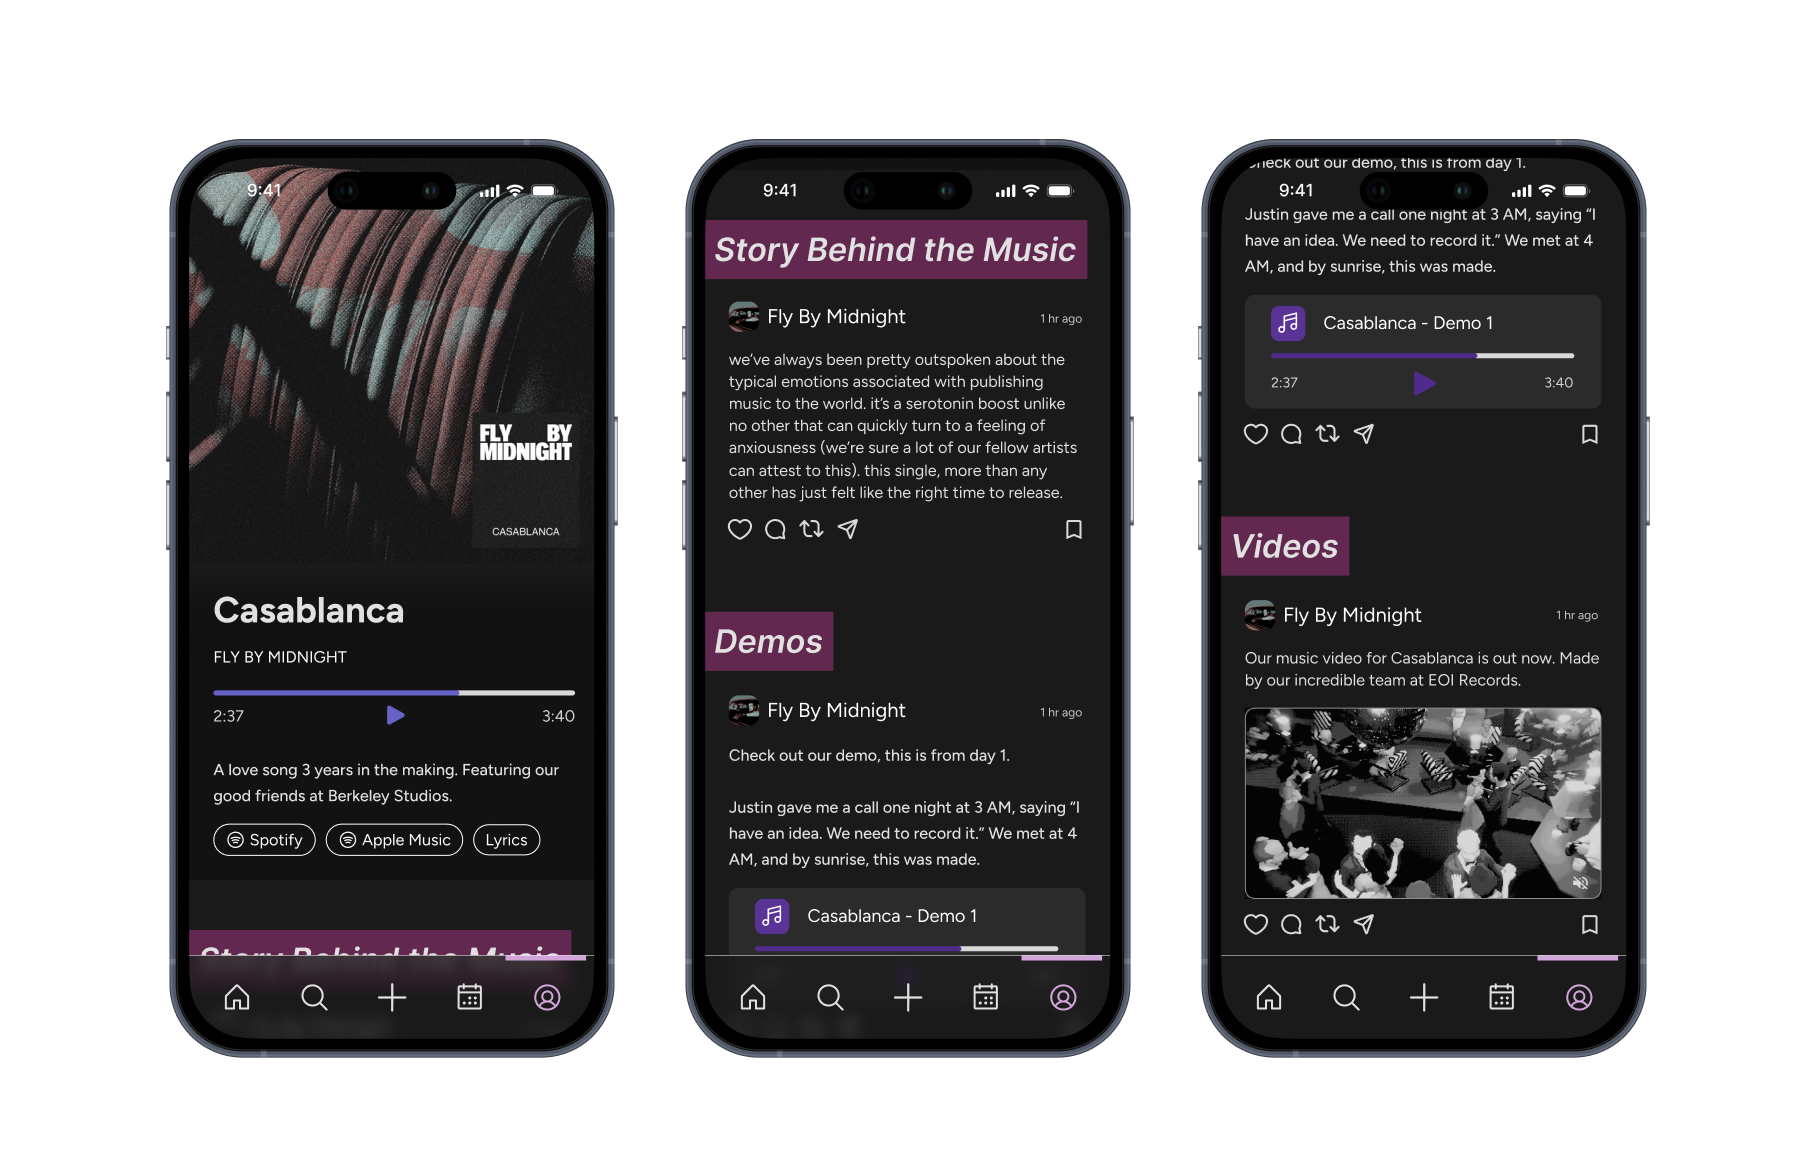 9:41
FLY BY
MIDNIGHT
CASABLANCA
Casablanca
FLY BY MIDNIGHT
2:37
3:40
A love song 3 years in the making. Featuring our
good friends at Berkeley Studios.
Spotify
Apple Music
Lyrics
Story Behind the Music
9:41
Story Behind the Music
Fly By Midnight
1 hr ago
we’ve always been pretty outspoken about the
typical emotions associated with publishing
music to the world. it’s a serotonin boost unlike
no other that can quickly turn to a feeling of
anxiousness (we’re sure a lot of our fellow artists
can attest to this). this single, more than any
other has just felt like the right time to release.
Demos
Fly By Midnight
1 hr ago
Check out our demo, this is from day 1.
Justin gave me a call one night at 3 AM, saying “I
have an idea. We need to record it.” We met at 4
AM, and by sunrise, this was made.
Casablanca - Demo 1
Check out our demo, this is from day 1.
9:41
Justin gave me a call one night at 3 AM, saying “I
have an idea. We need to record it.” We met at 4
AM, and by sunrise, this was made.
Casablanca - Demo 1
2:37
3:40
Videos
Fly By Midnight
1 hr ago
Our music video for Casablanca is out now. Made
by our incredible team at EOI Records.